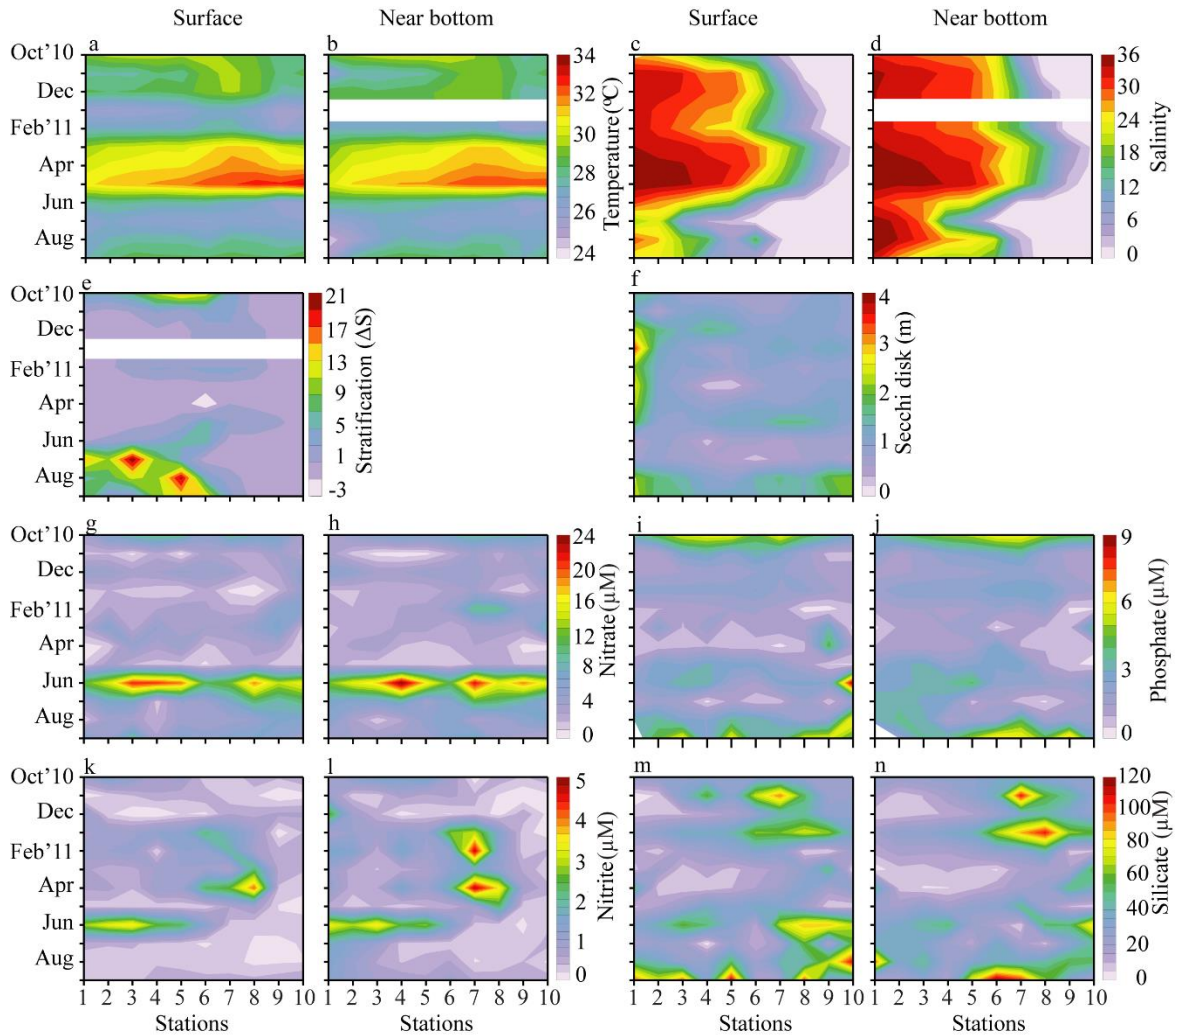 Surface Near bottom Surface Near bottom
a b c d
Oct'10
Dec
Feb'11
Apr
Jun
Aug
34
32
30
28
26
24
Temperature (ºC)
36
30
24
18
12
6
0
Salinity
e f
Oct'10
Dec
Feb'11
Apr
Jun
Aug
21
17
13
9
5
1
-3
Stratification (ΔS)
4
3
2
1
0
Secchi disk (m)
g h i j
Oct'10
Dec
Feb'11
Apr
Jun
Aug
24
20
16
12
8
4
0
Nitrate (µM)
9
6
3
0
Phosphate (µM)
k l m n
Oct'10
Dec
Feb'11
Apr
Jun
Aug
5
4
3
2
1
0
Nitrite (µM)
120
100
80
60
40
20
0
Silicate (µM)
1 2 3 4 5 6 7 8 9 10 1 2 3 4 5 6 7 8 9 10 1 2 3 4 5 6 7 8 9 10 1 2 3 4 5 6 7 8 9 10
Stations Stations Stations Stations